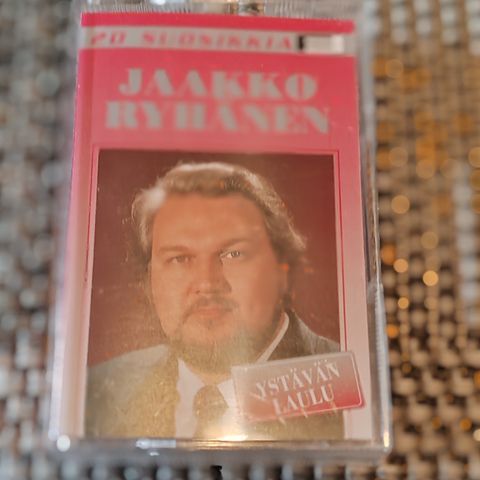 20 SUOSIKKIA
JAAKKO
RYHÄNEN
YSTÄVÄN
LAULU